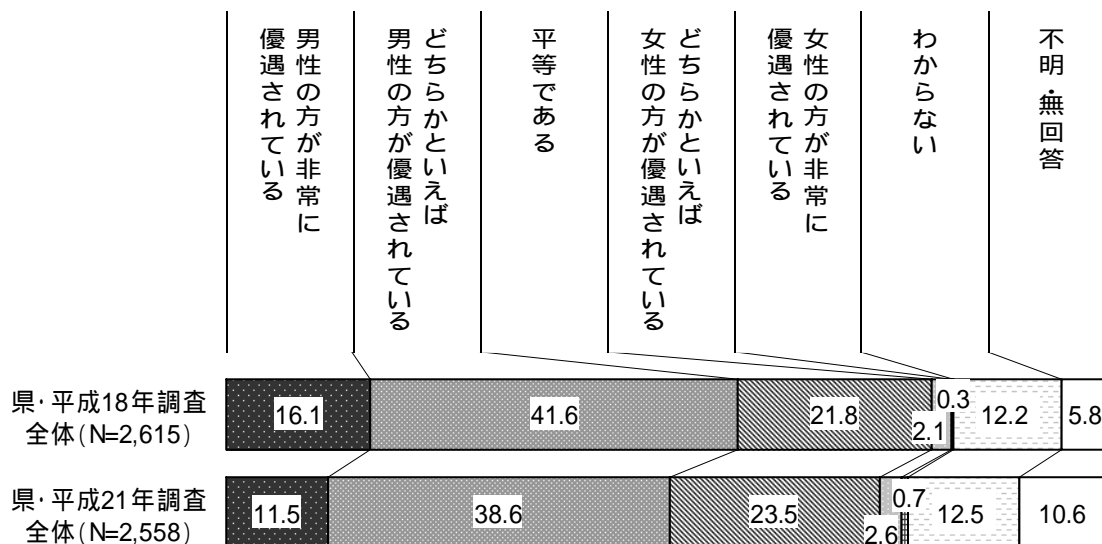 男性の方が非常に
優遇されている
どちらかといえば
男性の方が優遇されている
平等である
どちらかといえば
女性の方が優遇されている
女性の方が非常に
優遇されている
わからない
不明・無回答
県・平成18年調査
全体(N=2,615)
16.1
41.6
21.8
2.1
0.3
12.2
5.8
県・平成21年調査
全体(N=2,558)
11.5
38.6
23.5
2.6
0.7
12.5
10.6